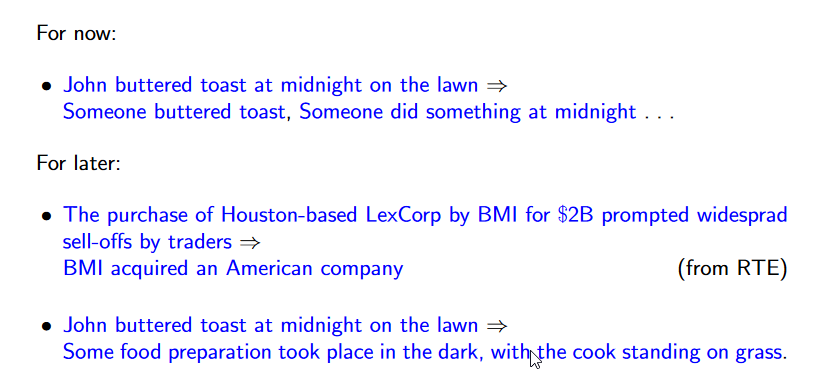 For now:
• John buttered toast at midnight on the lawn ⇒
Someone buttered toast, Someone did something at midnight . . .
For later:
• The purchase of Houston-based LexCorp by BMI for $2B prompted widesprad
sell-offs by traders ⇒
BMI acquired an American company (from RTE)
• John buttered toast at midnight on the lawn ⇒
Some food preparation took place in the dark, with the cook standing on grass.